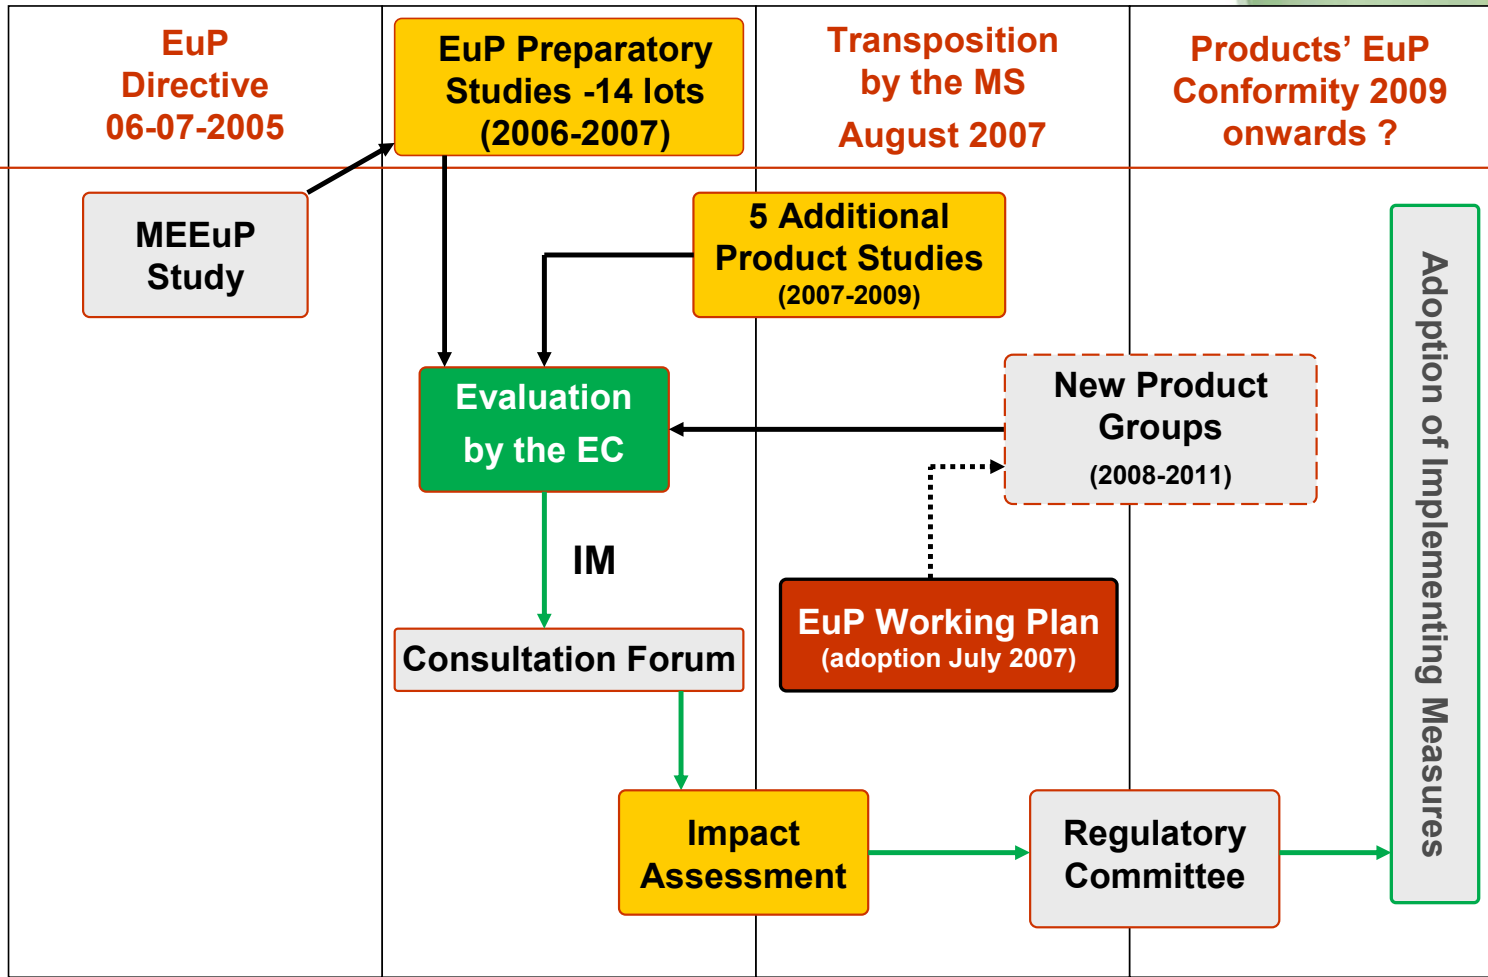 EuP
Directive
06-07-2005
EuP Preparatory
Studies -14 lots
(2006-2007)
Transposition
by the MS
August 2007
Products’ EuP
Conformity 2009
onwards ?
MEEuP
Study
5 Additional
Product Studies
(2007-2009)
Evaluation
by the EC
New Product
Groups
(2008-2011)
IM
EuP Working Plan
(adoption July 2007)
Consultation Forum
Impact
Assessment
Regulatory
Committee
Adoption of Implementing Measures